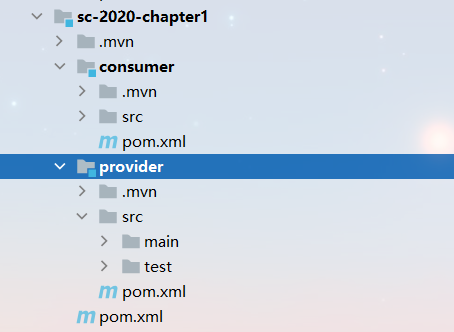 sc-2020-chapter1
.mvn
consumer
.mvn
src
pom.xml
provider
.mvn
src
main
test
pom.xml
pom.xml